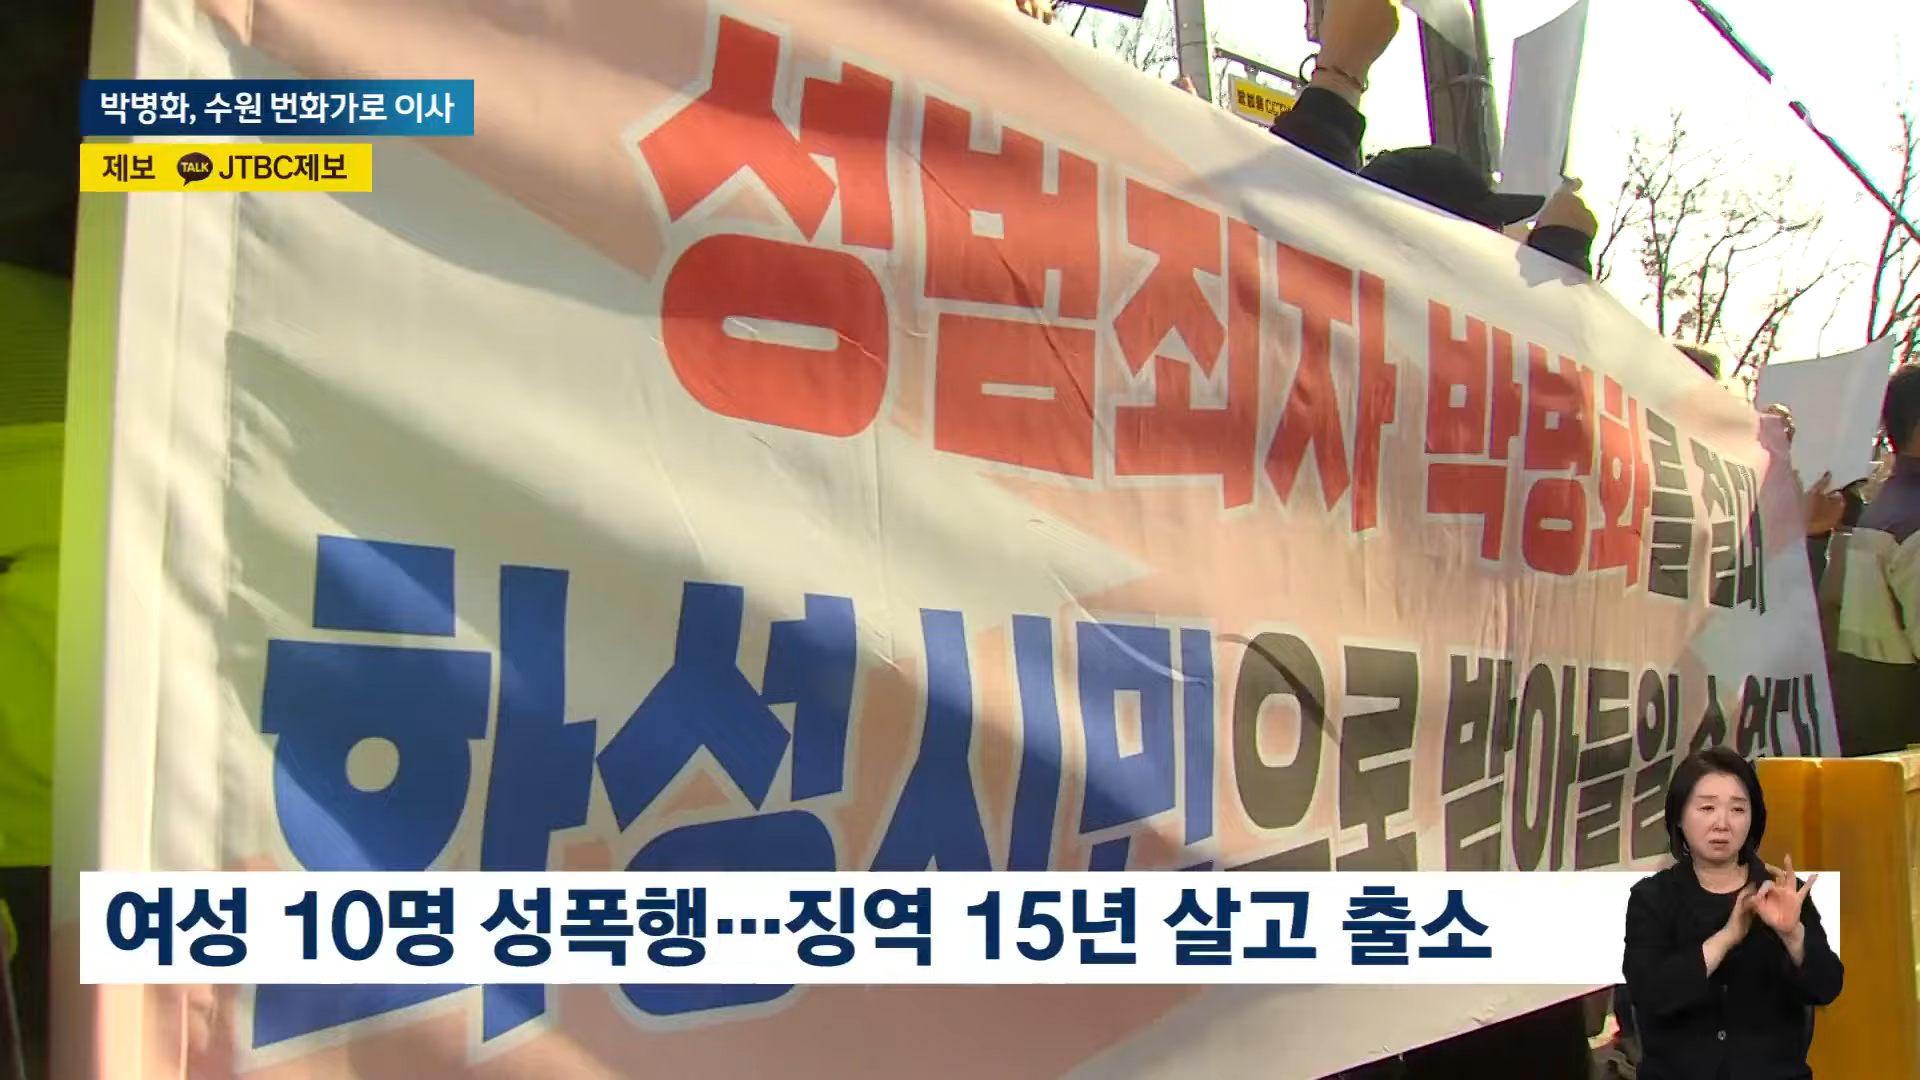 박병화, 수원 번화가로 이사
제보 TALK JTBC제보
성범죄자 박병화를 절대
화성시민으로 받아들일 수 없다
여성 10명 성폭행…징역 15년 살고 출소